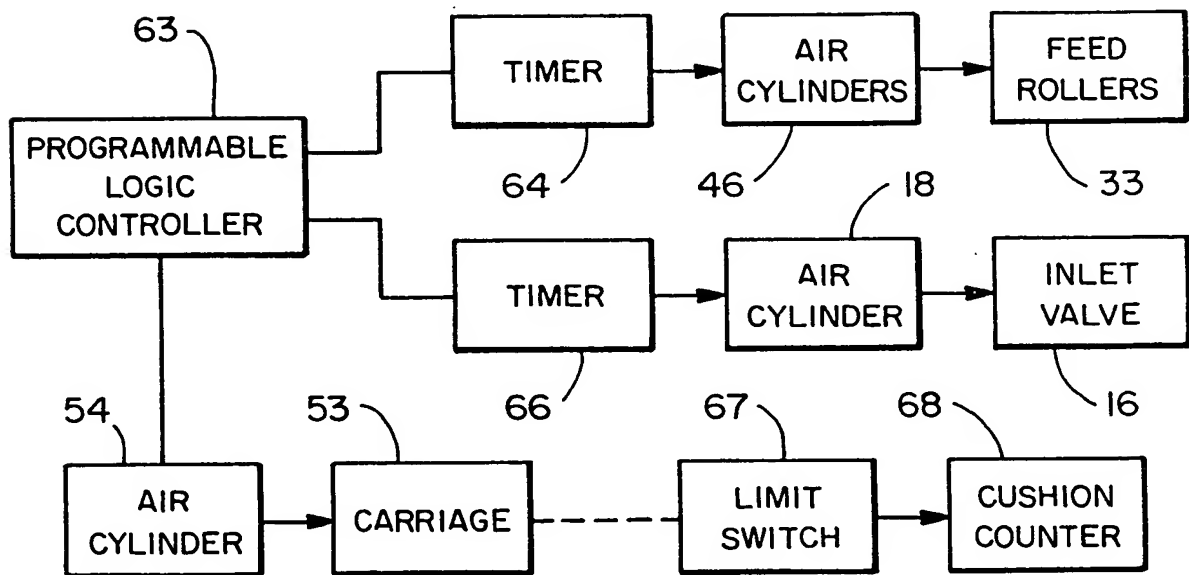 63
PROGRAMMABLE
LOGIC
CONTROLLER
TIMER
64
AIR
CYLINDERS
46
FEED
ROLLERS
33
TIMER
66
18
AIR
CYLINDER
INLET
VALVE
16
54
AIR
CYLINDER
53
CARRIAGE
67
LIMIT
SWITCH
68
CUSHION
COUNTER